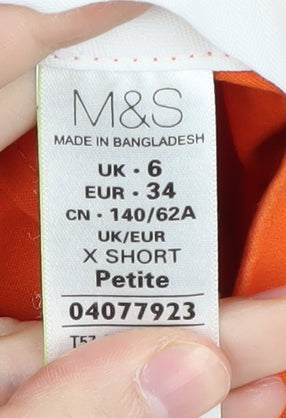 M&S
MADE IN BANGLADESH
UK • 6
EUR • 34
CN • 140/62A
UK/EUR
X SHORT
Petite
04077923